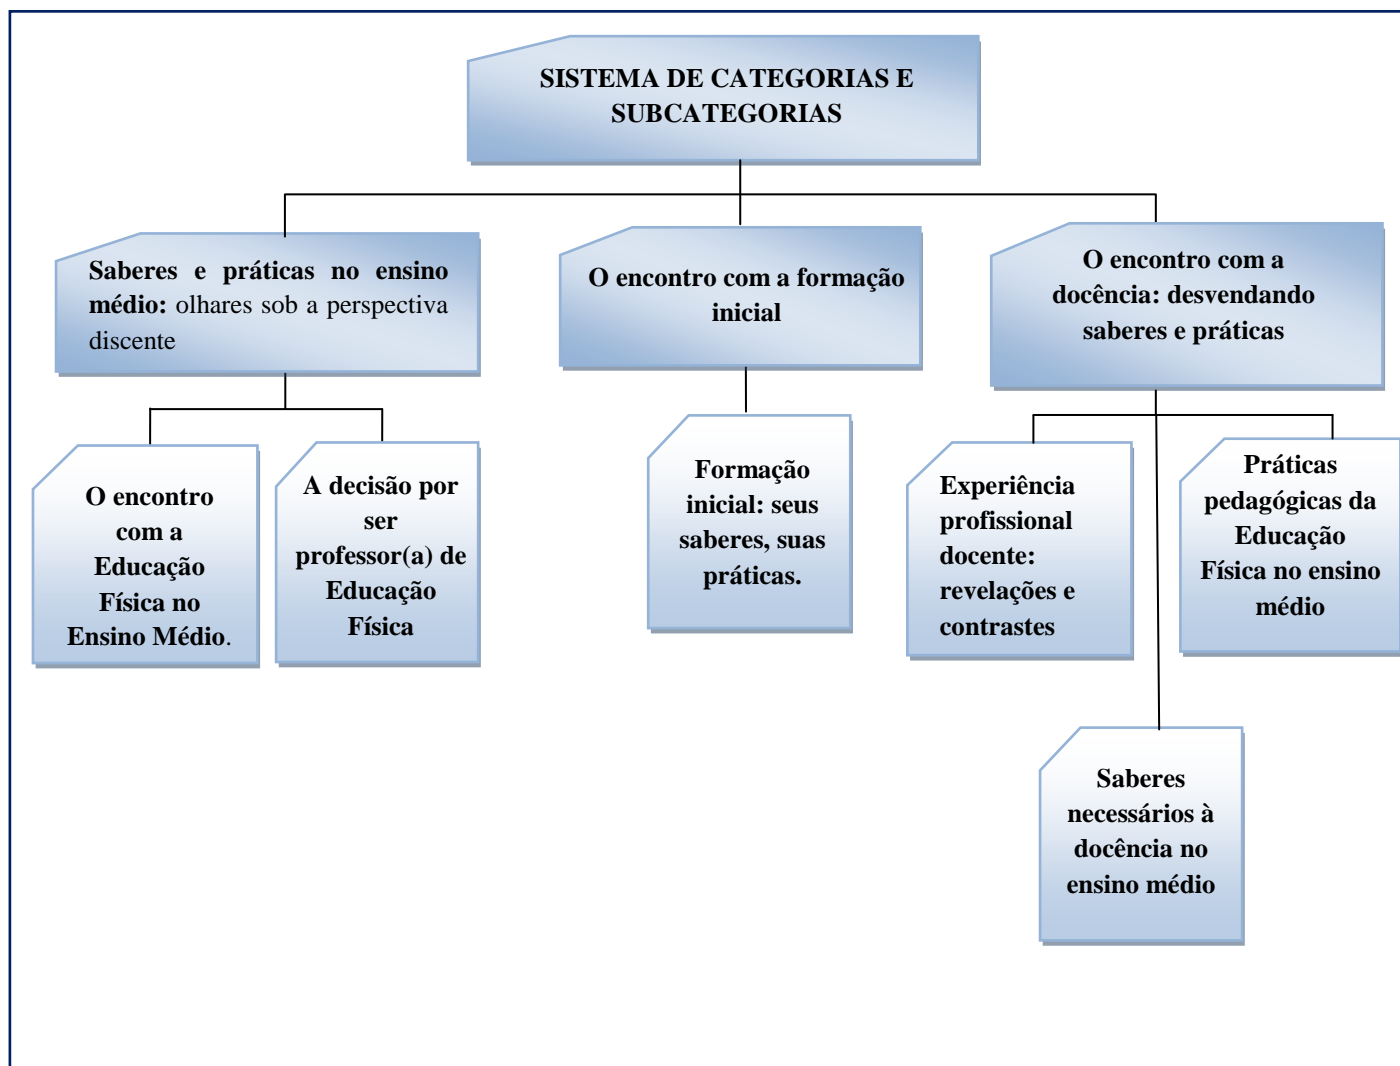 SISTEMA DE CATEGORIAS E
SUBCATEGORIAS
Saberes e práticas no ensino
médio: olhares sob a perspectiva
discente
O encontro com a formação
inicial
O encontro com a
docência: desvendando
saberes e práticas
O encontro
com a
Educação
Física no
Ensino Médio.
A decisão por
ser
professor(a) de
Educação
Física
Formação
inicial: seus
saberes, suas
práticas.
Experiência
profissional
docente:
revelações e
contrastes
Práticas
pedagógicas da
Educação
Física no ensino
médio
Saberes
necessários à
docência no
ensino médio